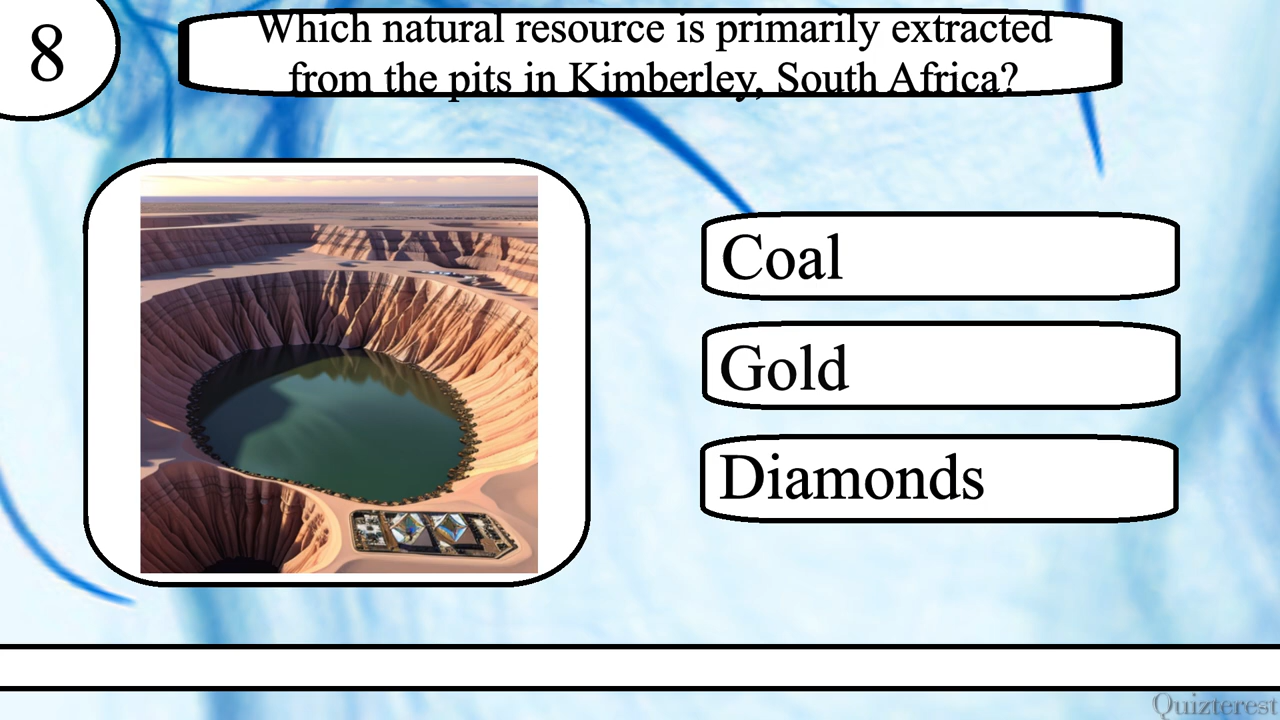 8
Which natural resource is primarily extracted
from the pits in Kimberley, South Africa?
Coal
Gold
Diamonds
Quizterest